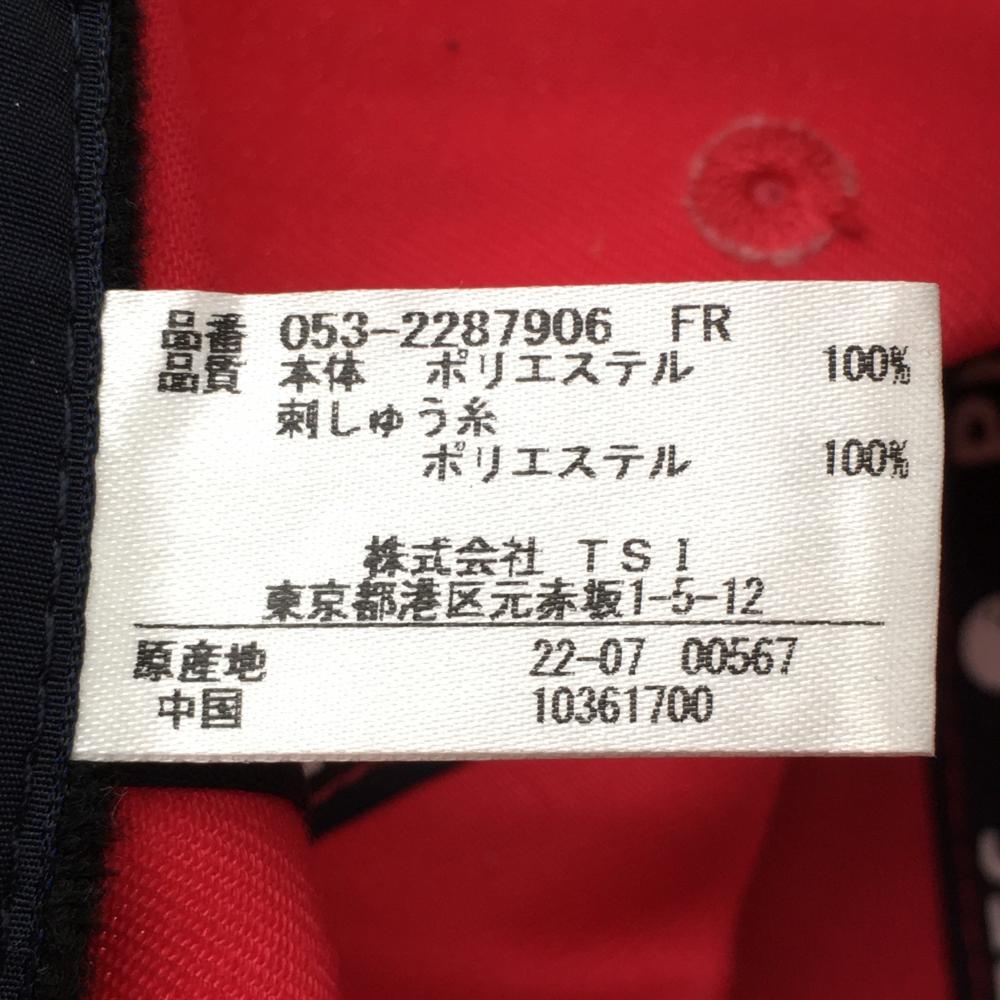 品番 053-2287906 FR
品質 本体 ポリエステル 100%
刺しゅう糸
ポリエステル 100%
株式会社 TSI
東京都港区元赤坂1-5-12
原産地 22-07 00567
中国 10361700